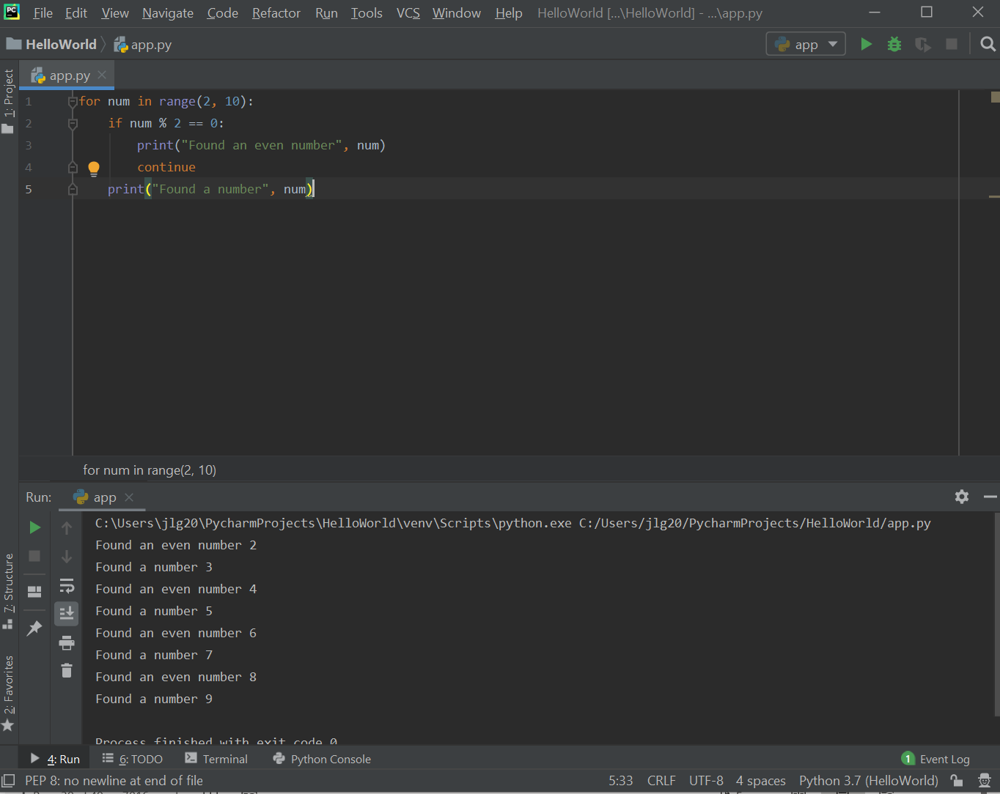 PC File Edit View Navigate Code Refactor Run Tools VCS Window Help HelloWorld [...\HelloWorld] - ...\app.py
HelloWorld app.py app
app.py
1: Project
1 for num in range(2, 10):
2 if num % 2 == 0:
3 print("Found an even number", num)
4 continue
5 print("Found a number", num)
for num in range(2, 10)
Run: app
C:\Users\jlg20\PycharmProjects\HelloWorld\venv\Scripts\python.exe C:/Users/jlg20/PycharmProjects/HelloWorld/app.py
Found an even number 2
Found a number 3
Found an even number 4
Found a number 5
Found an even number 6
Found a number 7
Found an even number 8
Found a number 9
Process finished with exit code 0
7: Structure
2: Favorites
4: Run 6: TODO Terminal Python Console 1 Event Log
PEP 8: no newline at end of file 5:33 CRLF UTF-8 4 spaces Python 3.7 (HelloWorld)